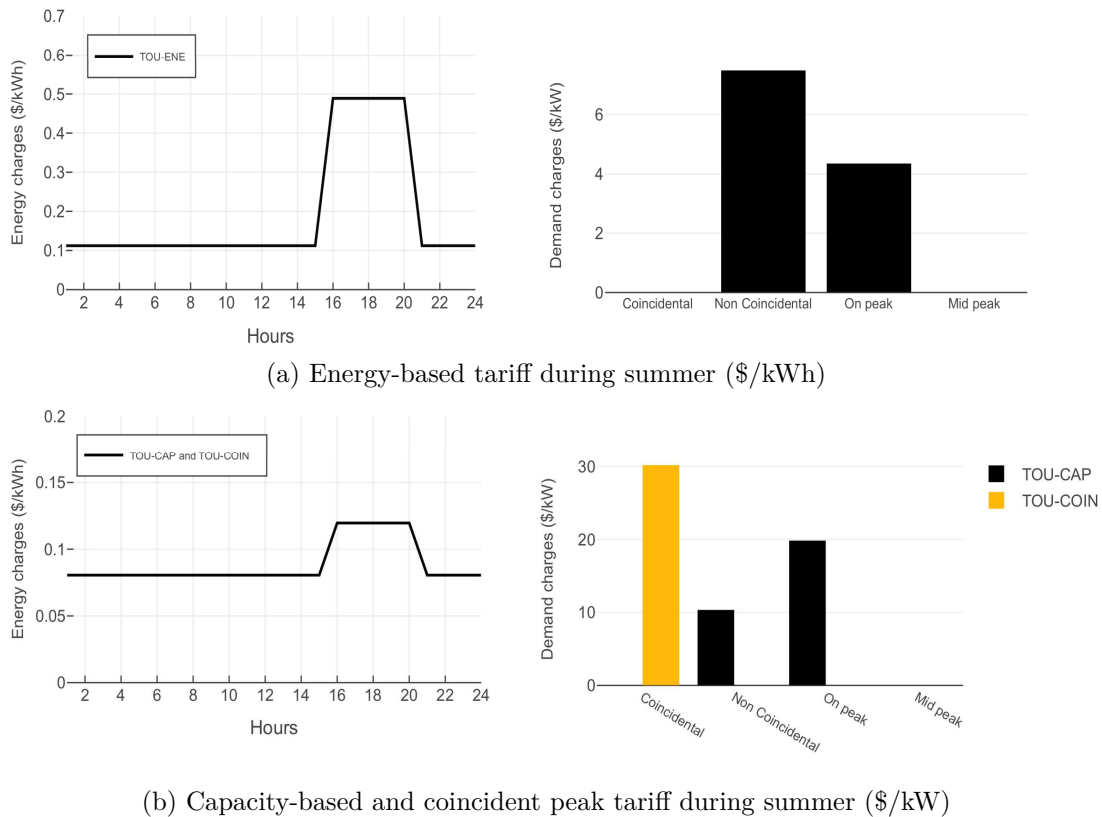 0.7
0.6
0.5
0.4
0.3
0.2
0.1
0
Energy charges ($/kWh)
TOU-ENE
2 4 6 8 10 12 14 16 18 20 22 24
Hours
6
4
2
0
Demand charges ($/kW)
Coincidental Non Coincidental On peak Mid peak
(a) Energy-based tariff during summer ($/kWh)
0.2
0.15
0.1
0.05
0
Energy charges ($/kWh)
TOU-CAP and TOU-COIN
2 4 6 8 10 12 14 16 18 20 22 24
Hours
30
20
10
0
Demand charges ($/kW)
Coincidental Non Coincidental On peak Mid peak
TOU-CAP
TOU-COIN
(b) Capacity-based and coincident peak tariff during summer ($/kW)